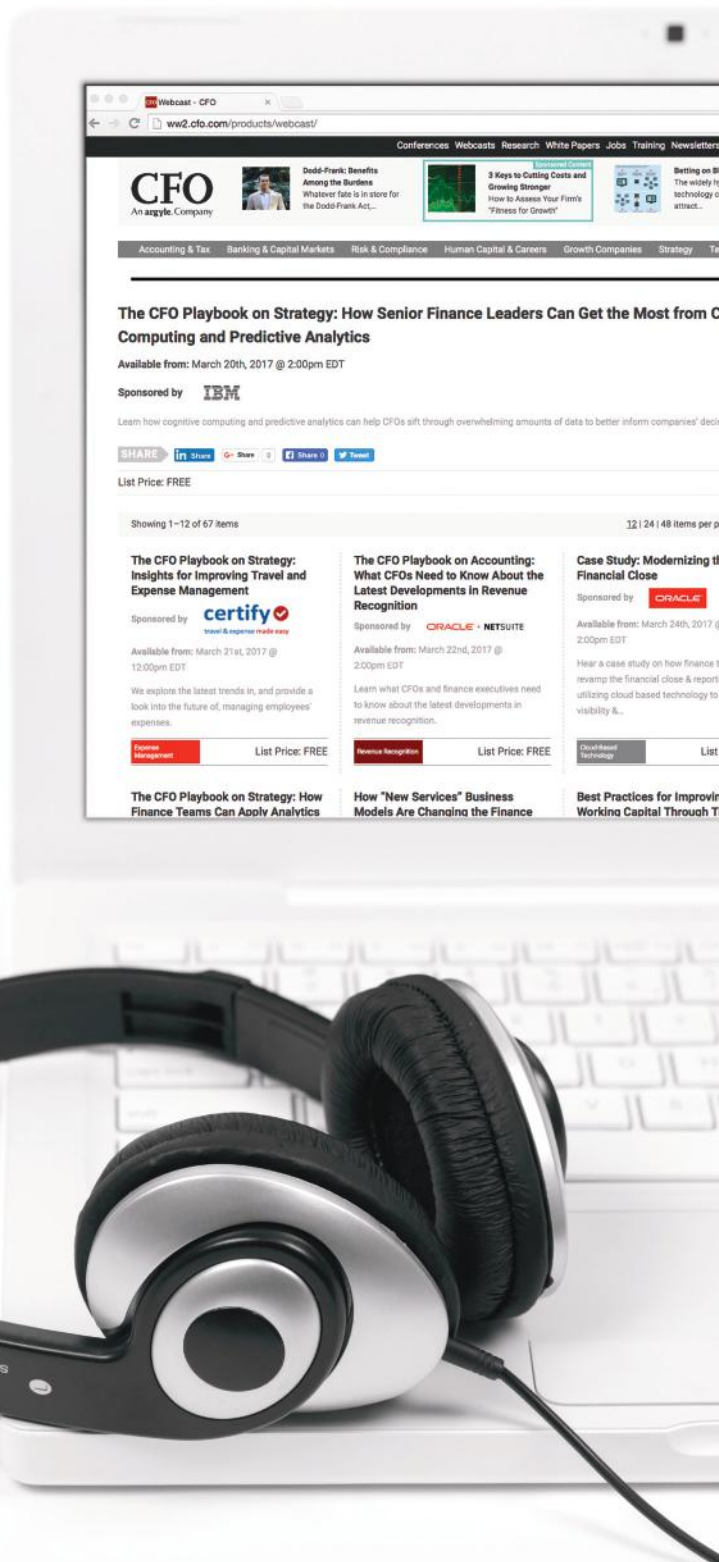 CFO Webcast - CFO
ww2.cfo.com/products/webcast/
Conferences Webcasts Research White Papers Jobs Training Newsletters
CFO
An argyle. Company
Dodd-Frank: Benefits
Among the Burdens
Whatever fate is in store for
the Dodd-Frank Act,...
Sponsored Content
3 Keys to Cutting Costs and
Growing Stronger
How to Assess Your Firm's
"Fitness for Growth"
Betting on
The widely
technology
attract...
Accounting & Tax Banking & Capital Markets Risk & Compliance Human Capital & Careers Growth Companies Strategy
The CFO Playbook on Strategy: How Senior Finance Leaders Can Get the Most from C
Computing and Predictive Analytics
Available from: March 20th, 2017 @ 2:00pm EDT
Sponsored by IBM
Learn how cognitive computing and predictive analytics can help CFOs sift through overwhelming amounts of data to better inform companies' deci
SHARE in Share G+ Share 0 f Share 0 Tweet
List Price: FREE
Showing 1–12 of 67 items
12 | 24 | 48 items per p
The CFO Playbook on Strategy:
Insights for Improving Travel and
Expense Management
Sponsored by certify
travel & expense made easy
Available from: March 21st, 2017 @
12:00pm EDT
We explore the latest trends in, and provide a
look into the future of, managing employees'
expenses.
Expense
Management
List Price: FREE
The CFO Playbook on Accounting:
What CFOs Need to Know About the
Latest Developments in Revenue
Recognition
Sponsored by ORACLE + NETSUITE
Available from: March 22nd, 2017 @
2:00pm EDT
Learn what CFOs and finance executives need
to know about the latest developments in
revenue recognition.
Revenue Recognition
List Price: FREE
Case Study: Modernizing th
Financial Close
Sponsored by ORACLE
Available from: March 24th, 2017 @
2:00pm EDT
Hear a case study on how finance t
revamp the financial close & reporti
utilizing cloud based technology to
visibility &...
Cloud-Based
Technology
List
The CFO Playbook on Strategy: How
Finance Teams Can Apply Analytics
How "New Services" Business
Models Are Changing the Finance
Best Practices for Improvin
Working Capital Through T
L